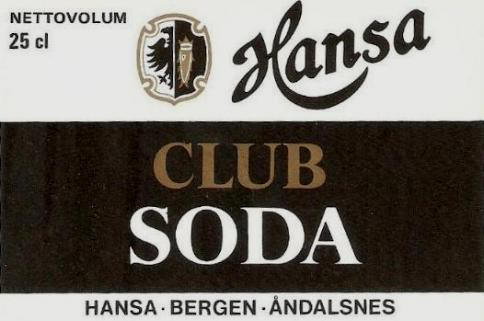 NETTOVOLUM
25 cl
Hansa
CLUB
SODA
HANSA · BERGEN · ÅNDALSNES